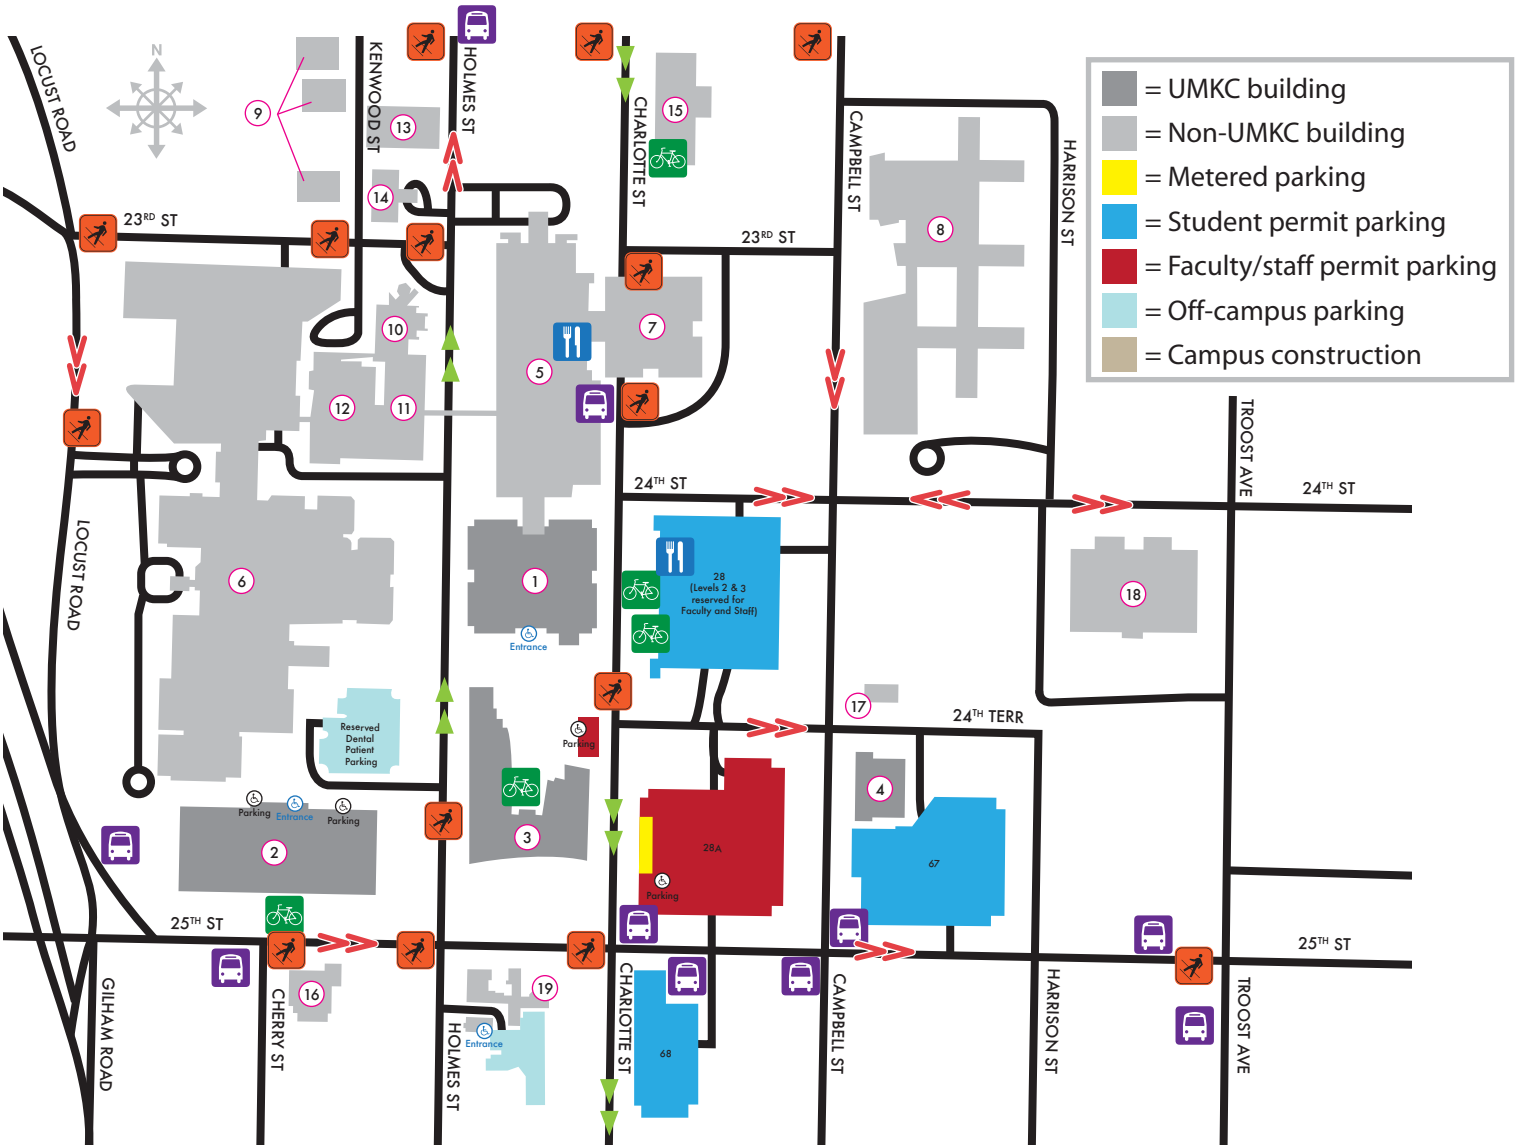 N
LOCUST ROAD
KENWOOD ST
HOLMES ST
CHARLOTTE ST
CAMPBELL ST
HARRISON ST
= UMKC building
= Non-UMKC building
= Metered parking
= Student permit parking
= Faculty/staff permit parking
= Off-campus parking
= Campus construction
9
13
15
14
23RD ST
23RD ST
8
10
7
5
12
11
TROOST AVE
24TH ST
24TH ST
LOCUST ROAD
6
1
Entrance
28
(Levels 2 & 3
reserved for
Faculty and Staff)
18
17
24TH TERR
Reserved
Dental
Patient
Parking
Parking
4
Parking
Entrance
Parking
3
2
28A
67
Parking
25TH ST
25TH ST
GILHAM ROAD
CHERRY ST
16
HOLMES ST
19
Entrance
CHARLOTTE ST
68
CAMPBELL ST
HARRISON ST
TROOST AVE